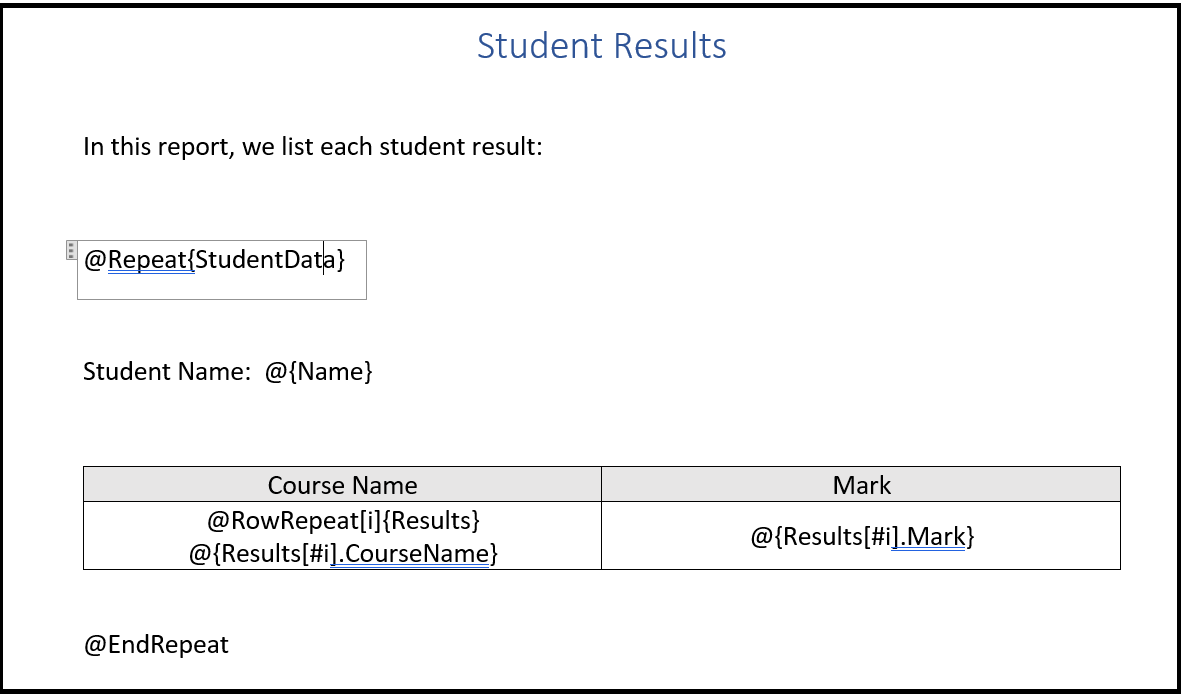 Student Results
In this report, we list each student result:
@Repeat{StudentData}
Student Name:  @{Name}
Course Name
Mark
@RowRepeat[i]{Results}
@{Results[#i].CourseName}
@{Results[#i].Mark}
@EndRepeat